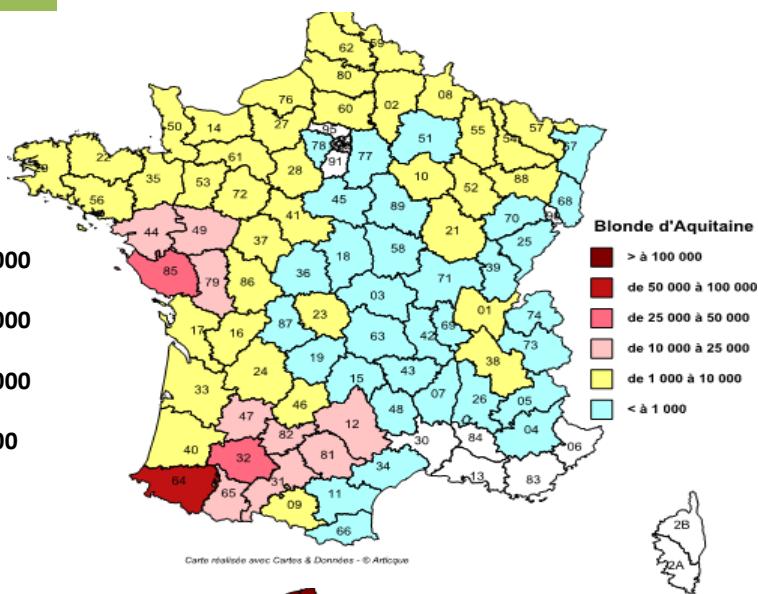 62 59
80
76 60 02 08
50 14 27 95 51 55 54 57 67
78 77
22 61 28 91 10 52 88
35 53 72 45 89 68
56 41 70
44 49 37 21 25
Blonde d'Aquitaine
> à 100 000
de 50 000 à 100 000
de 25 000 à 50 000
de 10 000 à 25 000
de 1 000 à 10 000
< à 1 000
000
000
000
00
85 79 86 36 18 58 71 39
03 01 74
17 16 87 23 63 42 69 73
38
33 24 19 15 43 07 26 05
47 46 12 48 04
40 32 82 81 30 84 06
64 65 31 34 13 83
09 11
66
2B
2A
Carte réalisée avec Cartes & Données - © Articque